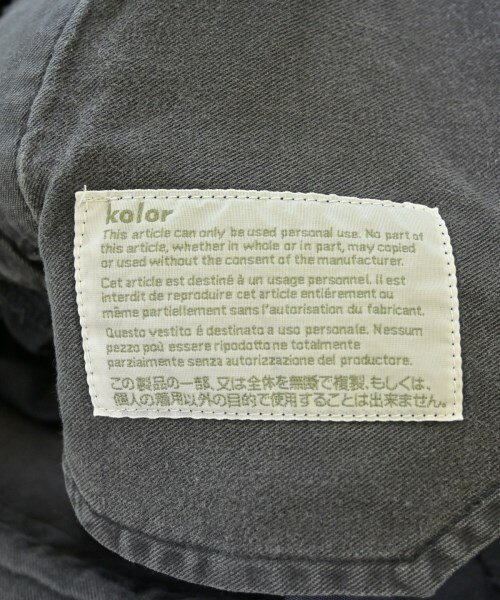 kolor
This article can only be used personal use. No part of
this article, whether in whole or in part, may copied
or used without the consent of the manufacturer.
Cet article est destiné à un usage personnel. il est
interdit de reproduire cet article entiérement ou
même partiellement sans l'autorisation du fabricant.
Questo vestito é destinato a uso personale. Nessum
pezzo poù essere ripodotto ne totalmente
parzialmente senza autorizzazione del productore.
この製品の一部、又は全体を無断で複製、もしくは、
個人の着用以外の目的で使用することは出来ません。